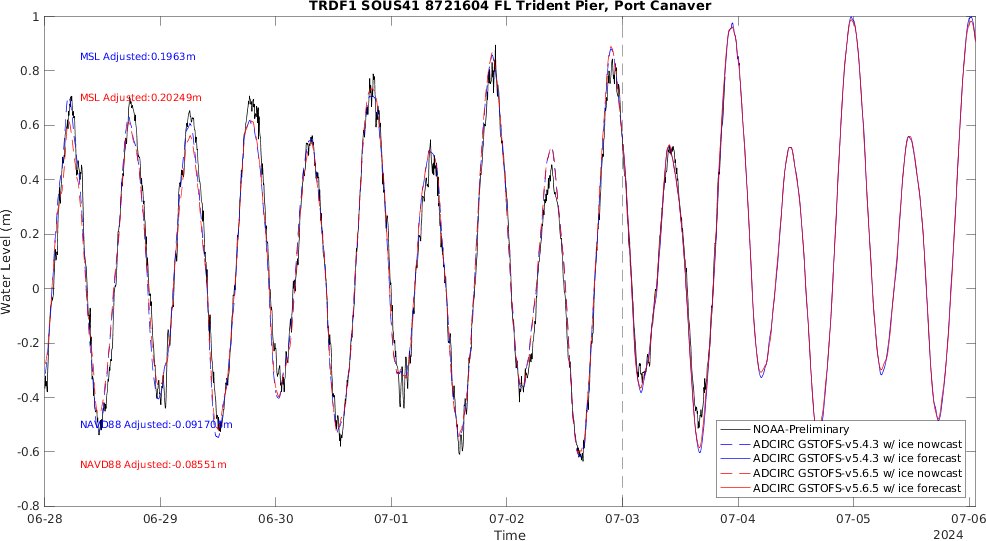 TRDF1 SOUS41 8721604 FL Trident Pier, Port Canaver
MSL Adjusted:0.1963m
MSL Adjusted:0.20249m
NAVD88 Adjusted:-0.09170
NAVD88 Adjusted:-0.08551m
Water Level (m)
1
0.8
0.6
0.4
0.2
0
-0.2
-0.4
-0.6
-0.8
NOAA-Preliminary
ADCIRC GSTOFS-v5.4.3 w/ ice nowcast
ADCIRC GSTOFS-v5.4.3 w/ ice forecast
ADCIRC GSTOFS-v5.6.5 w/ ice nowcast
ADCIRC GSTOFS-v5.6.5 w/ ice forecast
06-28 06-29 06-30 07-01 07-02 07-03 07-04 07-05 07-06
Time
2024